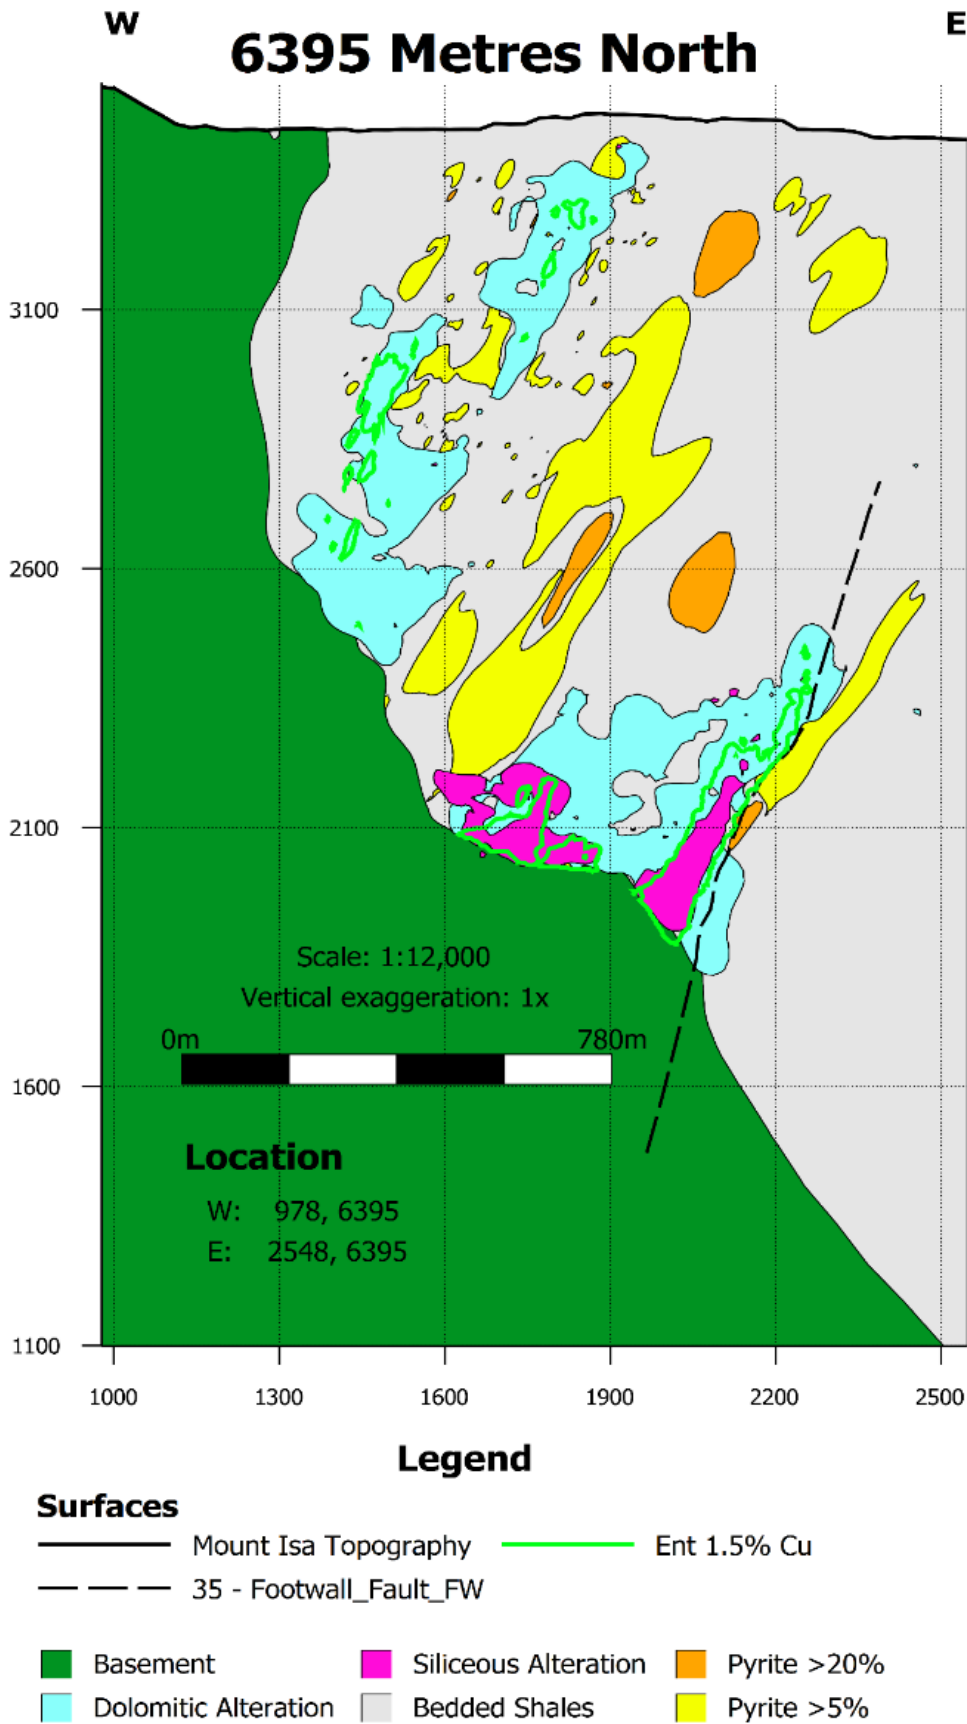 W E
6395 Metres North
3100
2600
2100
Scale: 1:12,000
Vertical exaggeration: 1x
0m 780m
1600
Location
W: 978, 6395
E: 2548, 6395
1100
1000 1300 1600 1900 2200 2500
Legend
Surfaces
Mount Isa Topography Ent 1.5% Cu
35 - Footwall_Fault_FW
Basement Siliceous Alteration Pyrite >20%
Dolomitic Alteration Bedded Shales Pyrite >5%